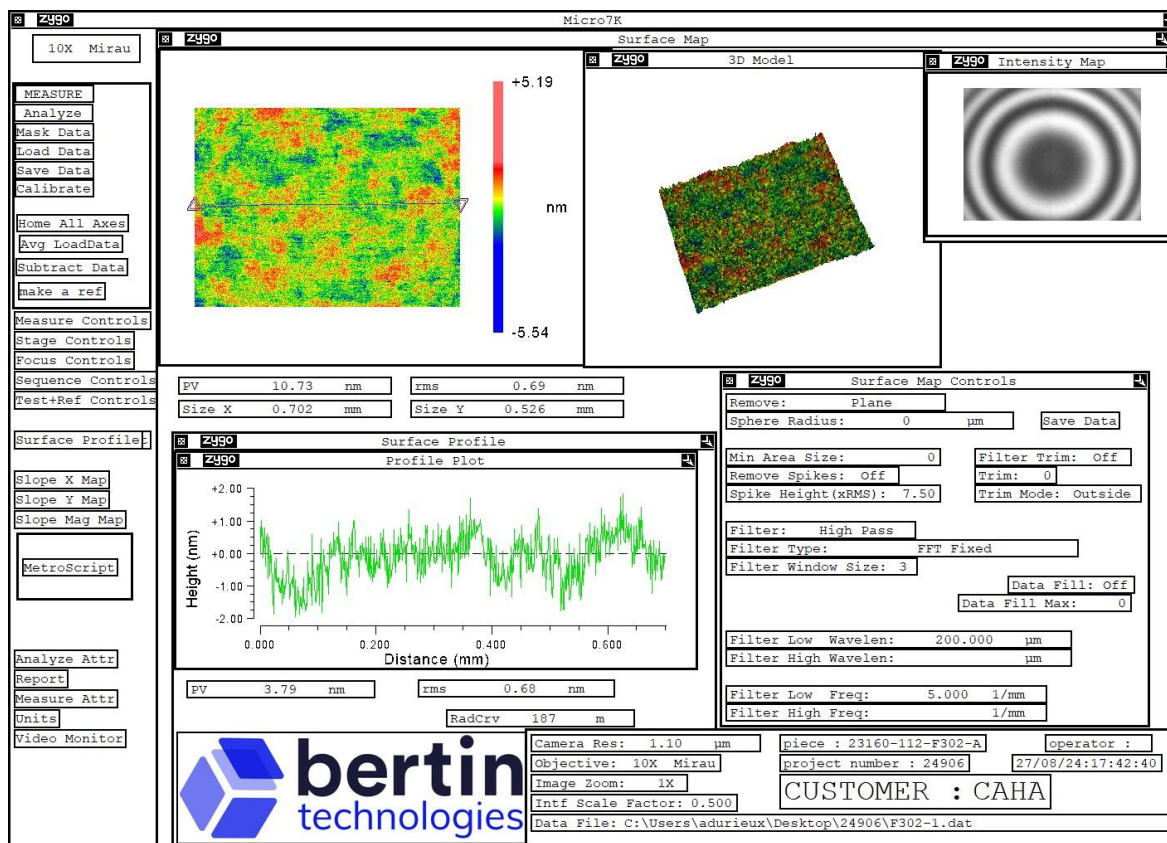 zygo Micro7K
10X Mirau
MEASURE
Analyze
Mask Data
Load Data
Save Data
Calibrate
Home All Axes
Avg LoadData
Subtract Data
make a ref
Measure Controls
Stage Controls
Focus Controls
Sequence Controls
Test+Ref Controls
Surface Profile
Slope X Map
Slope Y Map
Slope Mag Map
MetroScript
Analyze Attr
Report
Measure Attr
Units
Video Monitor
zygo Surface Map
+5.19
nm
-5.54
zygo 3D Model
zygo Intensity Map
PV 10.73 nm rms 0.69 nm
Size X 0.702 mm Size Y 0.526 mm
zygo Surface Profile
zygo Profile Plot
Height (nm)
+2.00
+1.00
+0.00
-1.00
-2.00
0.000 0.200 0.400 0.600
Distance (mm)
PV 3.79 nm rms 0.68 nm
RadCrv 187 m
zygo Surface Map Controls
Remove: Plane
Sphere Radius: 0 µm Save Data
Min Area Size: 0 Filter Trim: Off
Remove Spikes: Off Trim: 0
Spike Height(xRMS): 7.50 Trim Mode: Outside
Filter: High Pass
Filter Type: FFT Fixed
Filter Window Size: 3
Data Fill: Off
Data Fill Max: 0
Filter Low Wavelen: 200.000 µm
Filter High Wavelen: µm
Filter Low Freq: 5.000 1/mm
Filter High Freq: 1/mm
bertin
technologies
Camera Res: 1.10 µm piece : 23160-112-F302-A operator :
Objective: 10X Mirau project number : 24906 27/08/24:17:42:40
Image Zoom: 1X
Intf Scale Factor: 0.500
CUSTOMER : CAHA
Data File: C:\Users\adurieux\Desktop\24906\F302-1.dat